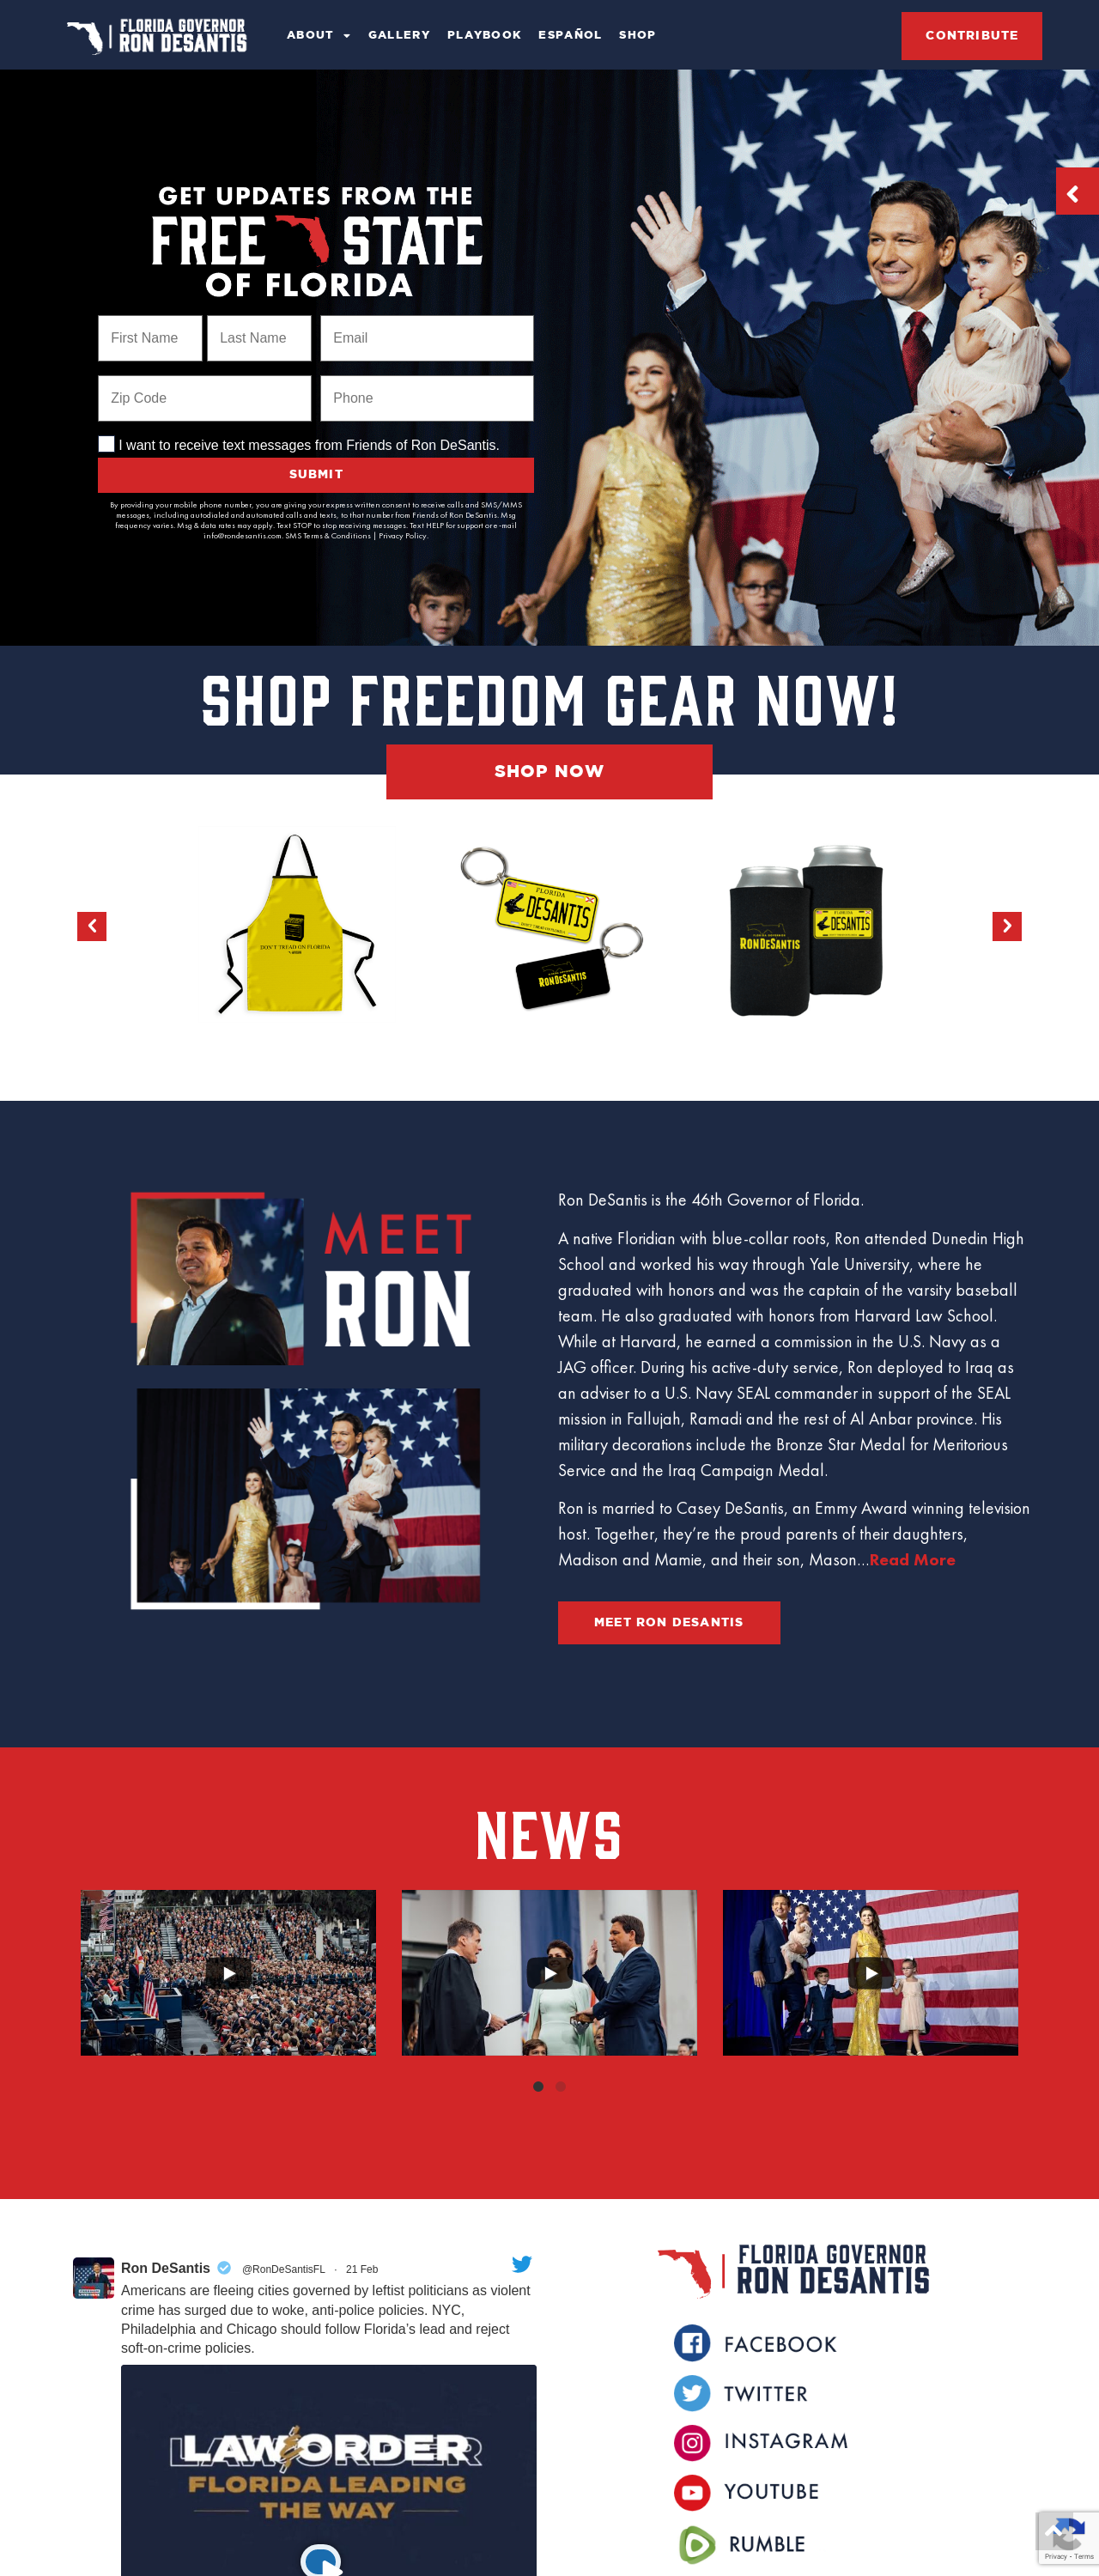 FLORIDA GOVERNOR
RON DESANTIS
ABOUT
GALLERY
PLAYBOOK
ESPAÑOL
SHOP
CONTRIBUTE
GET UPDATES FROM THE
FREE STATE
OF FLORIDA
First Name
Last Name
Email
Zip Code
Phone
I want to receive text messages from Friends of Ron DeSantis.
SUBMIT
By providing your mobile phone number, you are giving your express written consent to receive calls and SMS/MMS
messages, including autodialed and automated calls and texts, to that number from Friends of Ron DeSantis. Msg
frequency varies. Msg & data rates may apply. Text STOP to stop receiving messages. Text HELP for support or e-mail
info@rondesantis.com. SMS Terms & Conditions | Privacy Policy.
SHOP FREEDOM GEAR NOW!
SHOP NOW
DON'T TREAD ON FLORIDA
FLORIDA
DESANTIS
RONDESANTIS
FLORIDA GOVERNOR
RONDESANTIS
FLORIDA
DESANTIS
MEET
RON
Ron DeSantis is the 46th Governor of Florida.
A native Floridian with blue-collar roots, Ron attended Dunedin High
School and worked his way through Yale University, where he
graduated with honors and was the captain of the varsity baseball
team. He also graduated with honors from Harvard Law School.
While at Harvard, he earned a commission in the U.S. Navy as a
JAG officer. During his active-duty service, Ron deployed to Iraq as
an adviser to a U.S. Navy SEAL commander in support of the SEAL
mission in Fallujah, Ramadi and the rest of Al Anbar province. His
military decorations include the Bronze Star Medal for Meritorious
Service and the Iraq Campaign Medal.
Ron is married to Casey DeSantis, an Emmy Award winning television
host. Together, they’re the proud parents of their daughters,
Madison and Mamie, and their son, Mason…Read More
MEET RON DESANTIS
NEWS
Ron DeSantis @RonDeSantisFL · 21 Feb
Americans are fleeing cities governed by leftist politicians as violent
crime has surged due to woke, anti-police policies. NYC,
Philadelphia and Chicago should follow Florida’s lead and reject
soft-on-crime policies.
LAW ORDER
FLORIDA LEADING
THE WAY
FLORIDA GOVERNOR
RON DESANTIS
FACEBOOK
TWITTER
INSTAGRAM
YOUTUBE
RUMBLE
Privacy - Terms